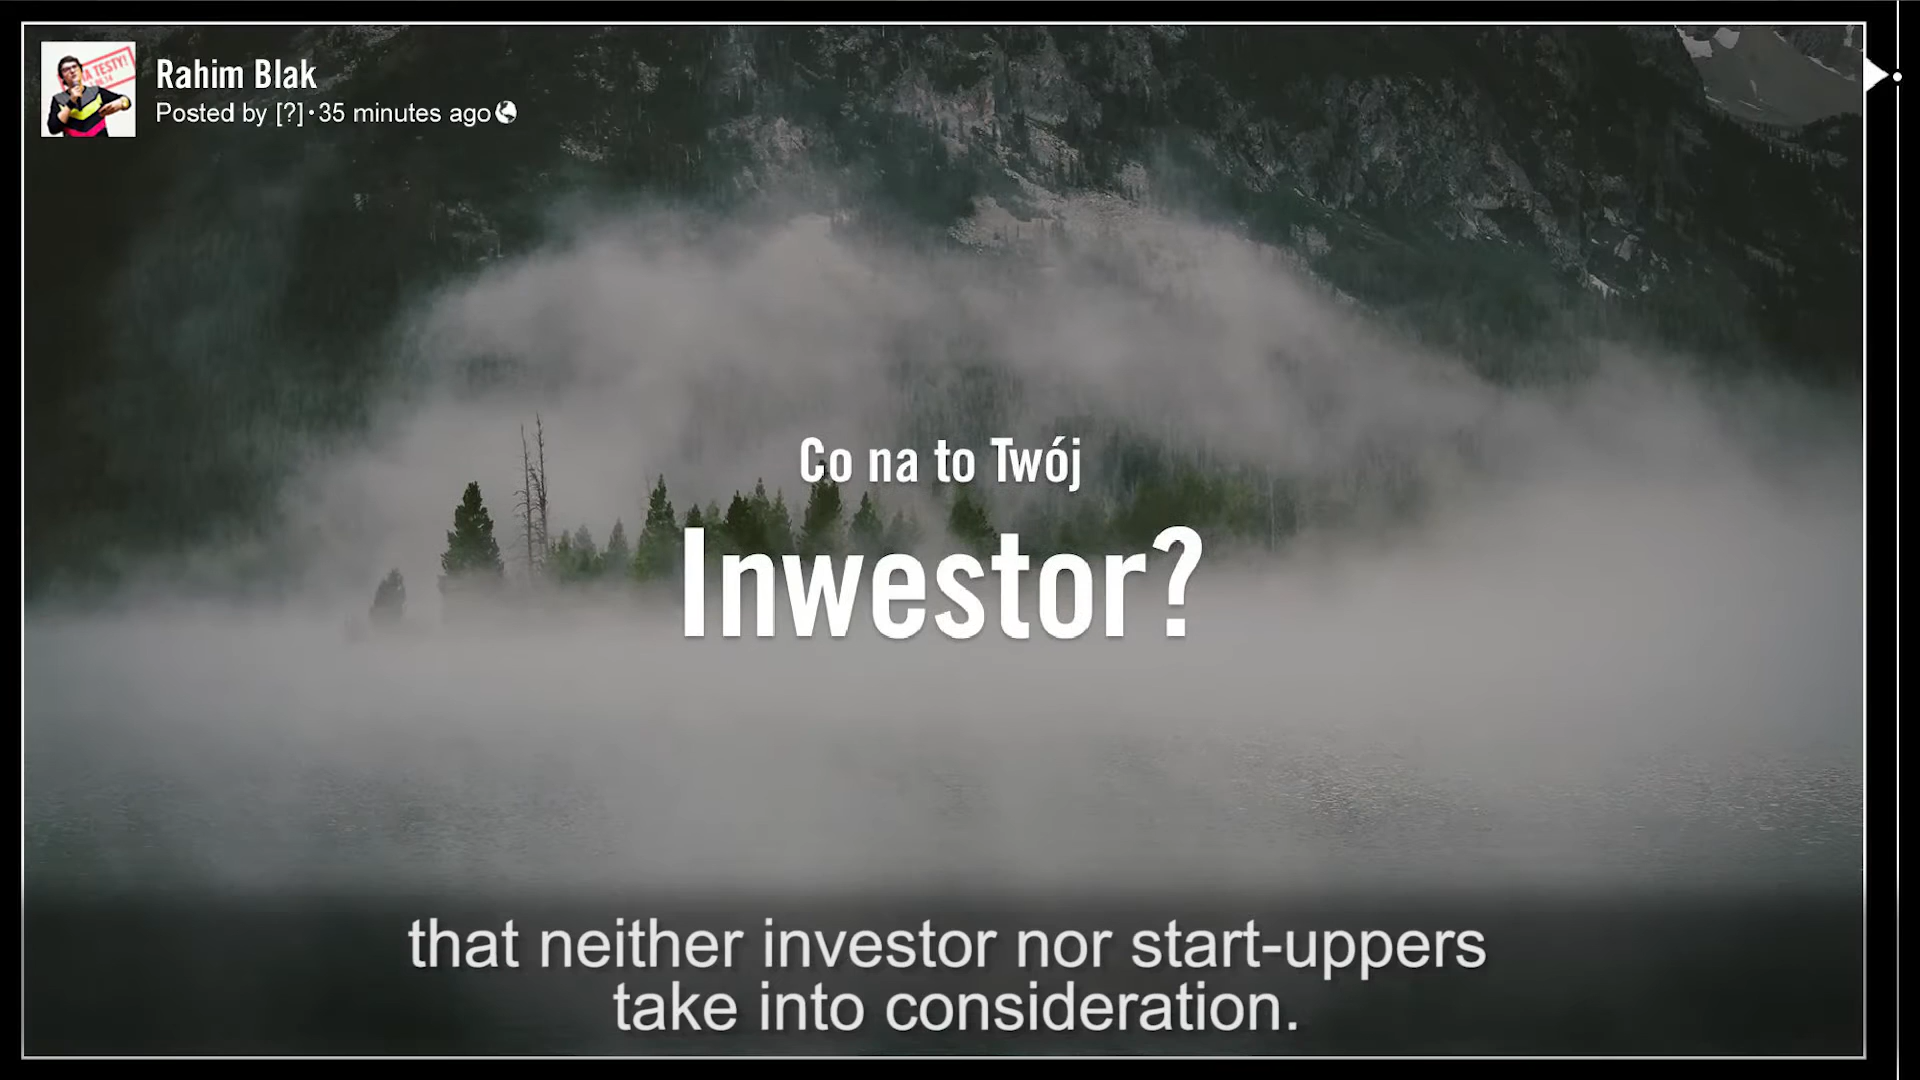 A TESTY!
Rahim Blak
Posted by [?] · 35 minutes ago
Co na to Twój
Inwestor?
that neither investor nor start-uppers
take into consideration.